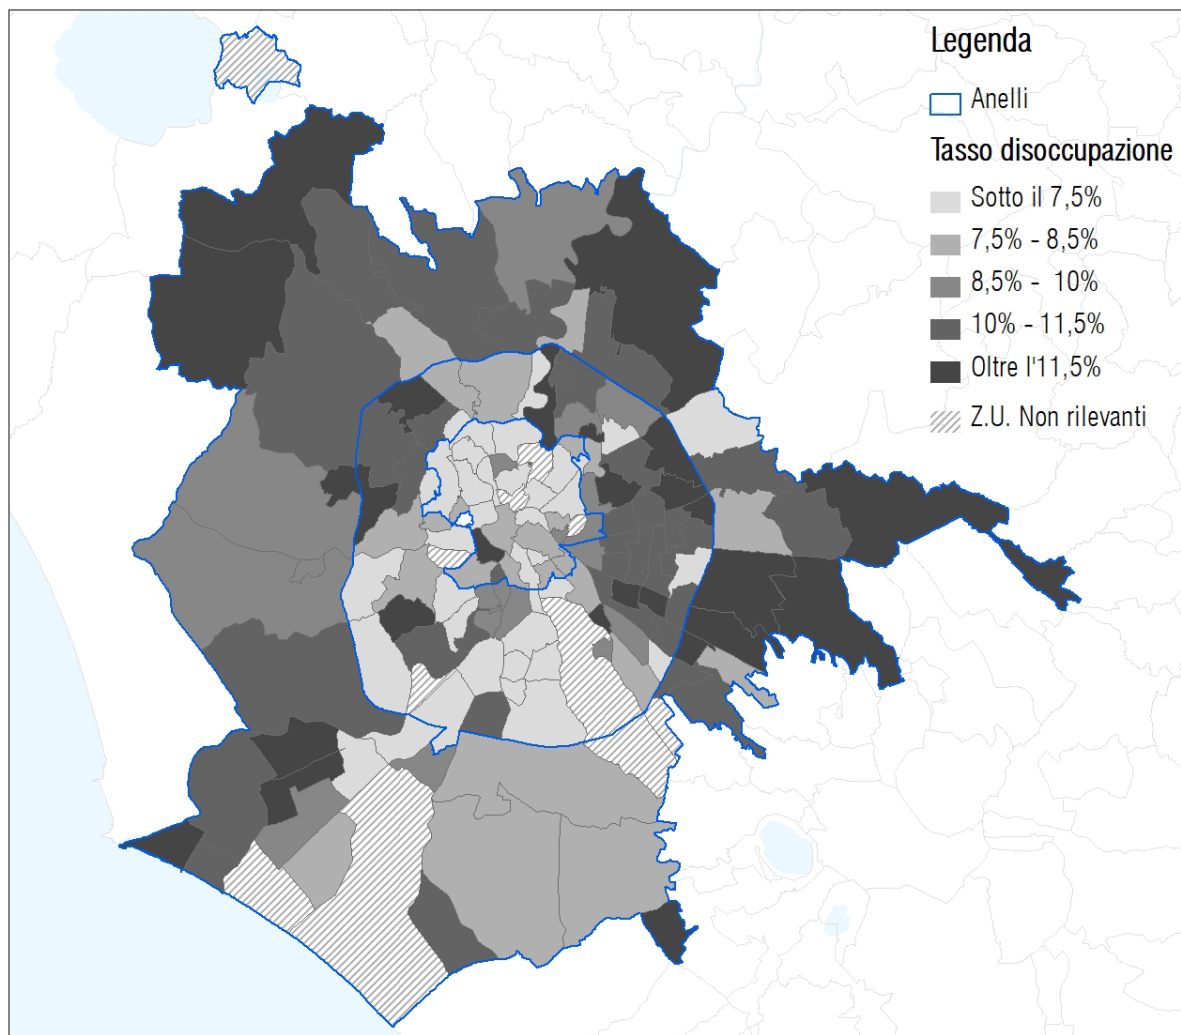 Legenda
Anelli
Tasso disoccupazione
Sotto il 7,5%
7,5% - 8,5%
8,5% - 10%
10% - 11,5%
Oltre l'11,5%
Z.U. Non rilevanti